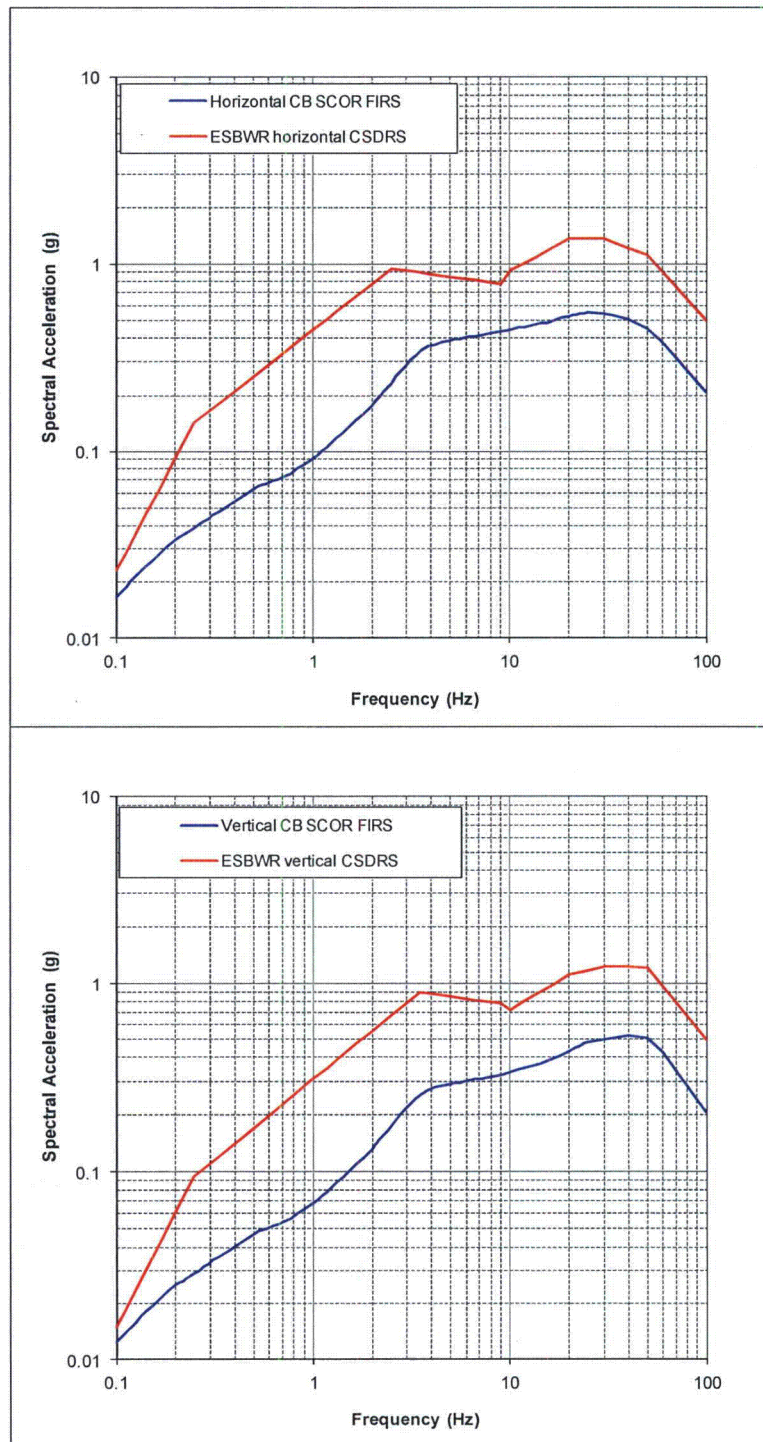 10
Horizontal CB SCOR FIRS
ESBWR horizontal CSDRS
1
0.1
0.01
Spectral Acceleration (g)
0.1 1 10 100
Frequency (Hz)
10
Vertical CB SCOR FIRS
ESBWR vertical CSDRS
1
0.1
0.01
Spectral Acceleration (g)
0.1 1 10 100
Frequency (Hz)